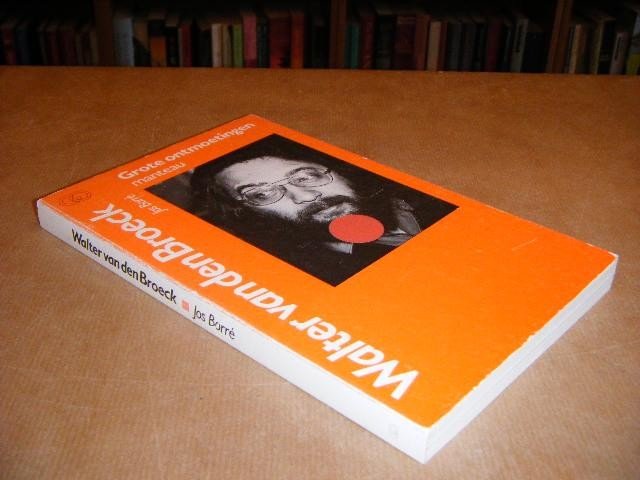 Grote ontmoetingen
manteau
Jos Borré
Walter van den Broeck
Walter van den Broeck Jos Borré